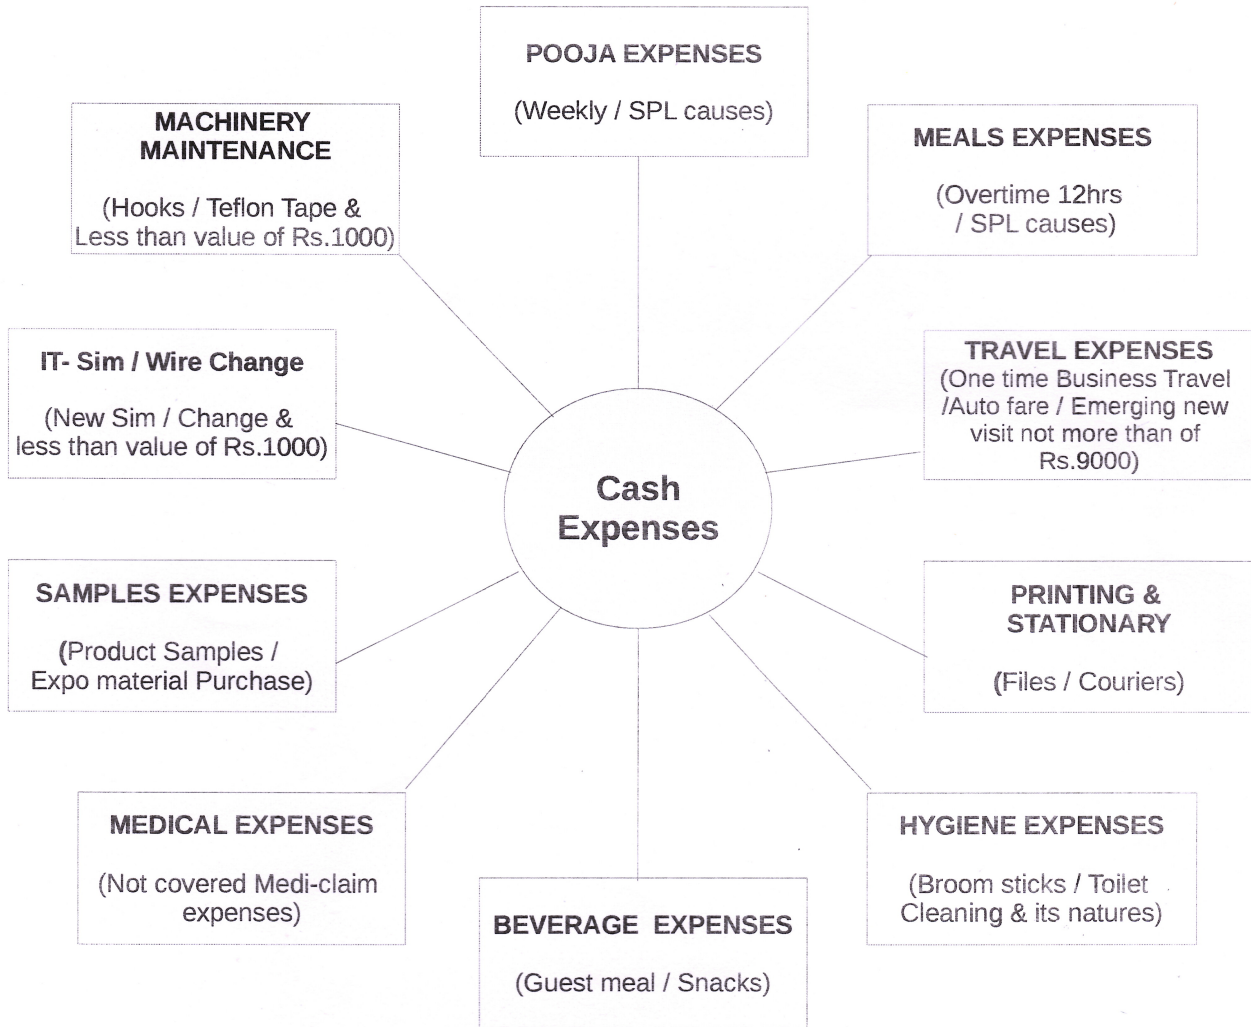 POOJA EXPENSES
(Weekly / SPL causes)
MACHINERY
MAINTENANCE
(Hooks / Teflon Tape &
Less than value of Rs.1000)
MEALS EXPENSES
(Overtime 12hrs
/ SPL causes)
IT- Sim / Wire Change
(New Sim / Change &
less than value of Rs.1000)
TRAVEL EXPENSES
(One time Business Travel
/Auto fare / Emerging new
visit not more than of
Rs.9000)
Cash
Expenses
SAMPLES EXPENSES
(Product Samples /
Expo material Purchase)
PRINTING &
STATIONARY
(Files / Couriers)
MEDICAL EXPENSES
(Not covered Medi-claim
expenses)
HYGIENE EXPENSES
(Broom sticks / Toilet
Cleaning & its natures)
BEVERAGE EXPENSES
(Guest meal / Snacks)